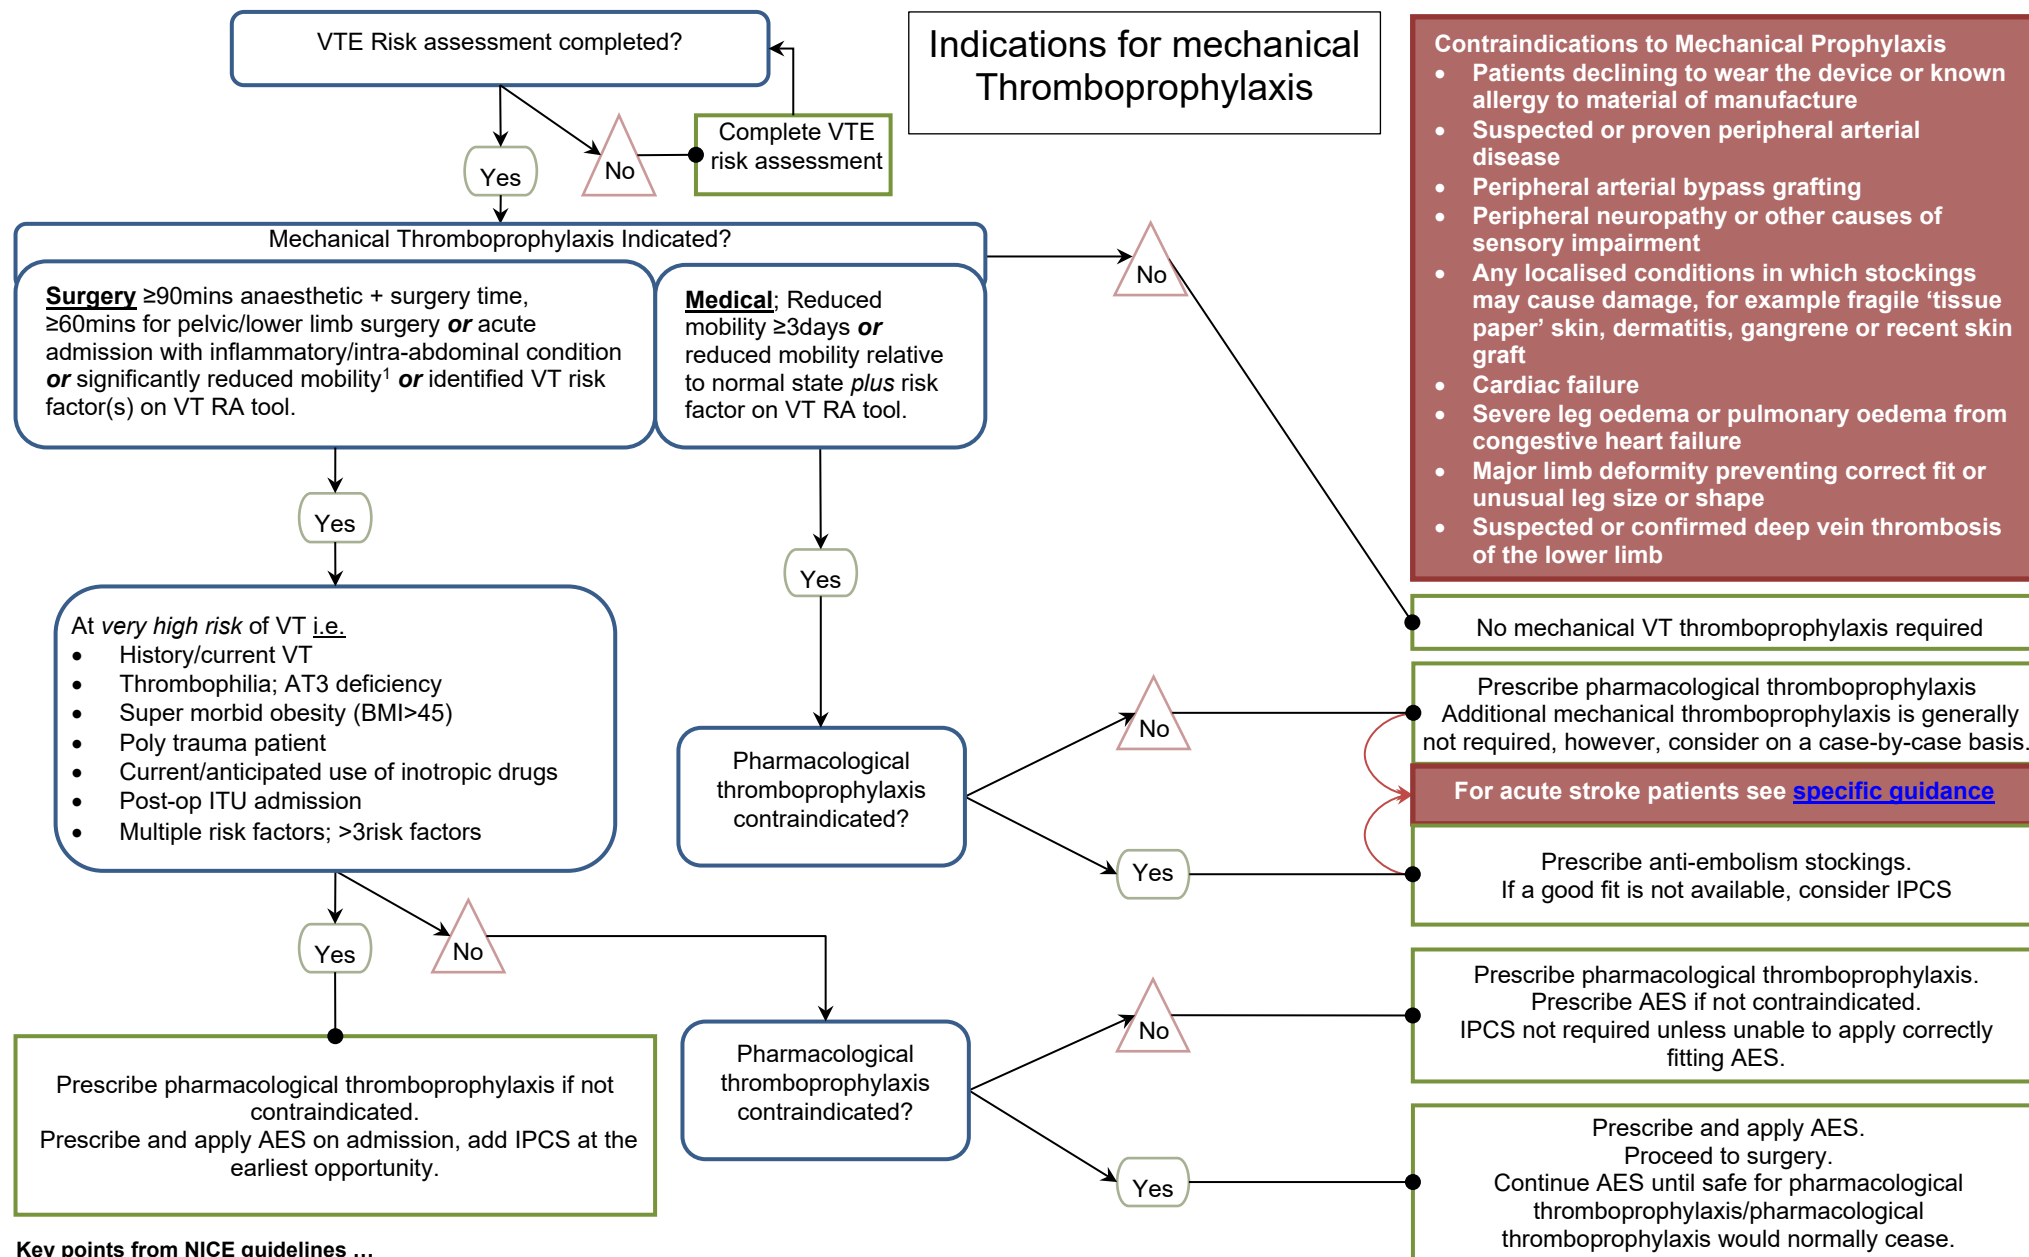 VTE Risk assessment completed?
Indications for mechanical
Thromboprophylaxis
Yes
No
Complete VTE
risk assessment
Mechanical Thromboprophylaxis Indicated?
Surgery ≥90mins anaesthetic + surgery time,
≥60mins for pelvic/lower limb surgery or acute
admission with inflammatory/intra-abdominal condition
or significantly reduced mobility1 or identified VT risk
factor(s) on VT RA tool.
Medical; Reduced
mobility ≥3days or
reduced mobility relative
to normal state plus risk
factor on VT RA tool.
No
Contraindications to Mechanical Prophylaxis
• Patients declining to wear the device or known
allergy to material of manufacture
• Suspected or proven peripheral arterial
disease
• Peripheral arterial bypass grafting
• Peripheral neuropathy or other causes of
sensory impairment
• Any localised conditions in which stockings
may cause damage, for example fragile ‘tissue
paper’ skin, dermatitis, gangrene or recent skin
graft
• Cardiac failure
• Severe leg oedema or pulmonary oedema from
congestive heart failure
• Major limb deformity preventing correct fit or
unusual leg size or shape
• Suspected or confirmed deep vein thrombosis
of the lower limb
Yes
Yes
At very high risk of VT i.e.
• History/current VT
• Thrombophilia; AT3 deficiency
• Super morbid obesity (BMI>45)
• Poly trauma patient
• Current/anticipated use of inotropic drugs
• Post-op ITU admission
• Multiple risk factors; >3risk factors
Pharmacological
thromboprophylaxis
contraindicated?
No
Yes
No mechanical VT thromboprophylaxis required
Prescribe pharmacological thromboprophylaxis
Additional mechanical thromboprophylaxis is generally
not required, however, consider on a case-by-case basis.
For acute stroke patients see specific guidance
Prescribe anti-embolism stockings.
If a good fit is not available, consider IPCS
Yes
No
Prescribe pharmacological thromboprophylaxis if not
contraindicated.
Prescribe and apply AES on admission, add IPCS at the
earliest opportunity.
Pharmacological
thromboprophylaxis
contraindicated?
No
Yes
Prescribe pharmacological thromboprophylaxis.
Prescribe AES if not contraindicated.
IPCS not required unless unable to apply correctly
fitting AES.
Prescribe and apply AES.
Proceed to surgery.
Continue AES until safe for pharmacological
thromboprophylaxis/pharmacological
thromboprophylaxis would normally cease.
Key points from NICE guidelines …